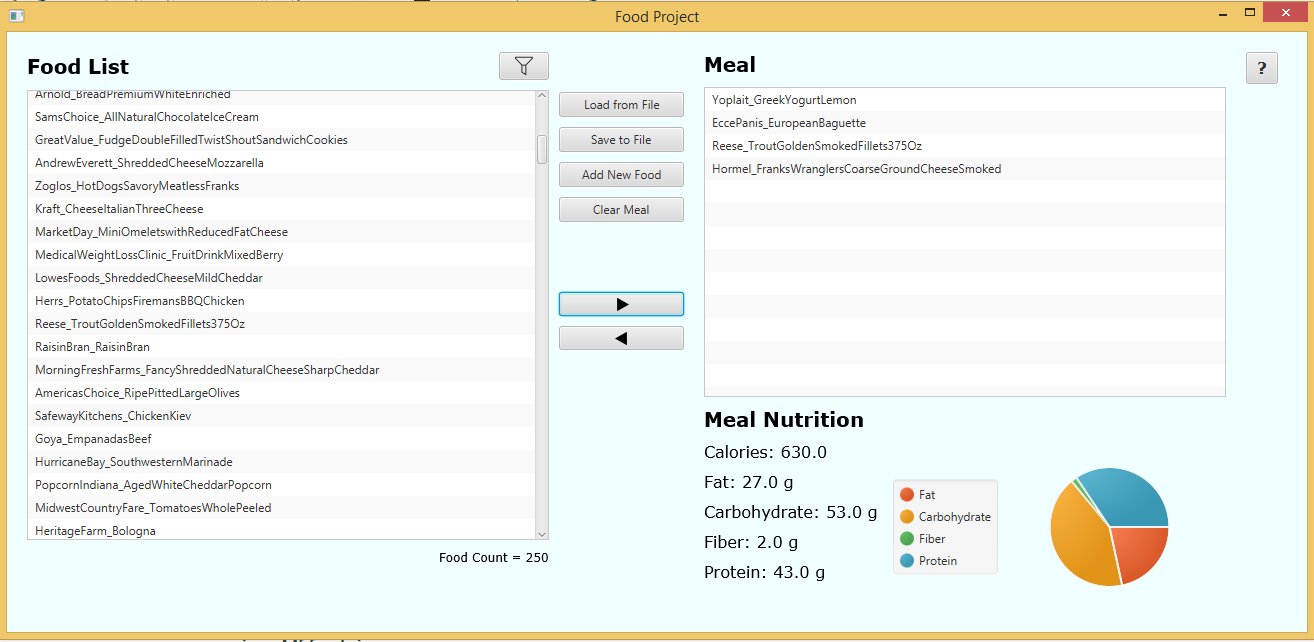 Food Project
Food List
Arnold_BreadPremiumWhiteEnriched
SamsChoice_AllNaturalChocolateIceCream
GreatValue_FudgeDoubleFilledTwistShoutSandwichCookies
AndrewEverett_ShreddedCheeseMozzarella
Zoglos_HotDogsSavoryMeatlessFranks
Kraft_CheeseItalianThreeCheese
MarketDay_MiniOmeletswithReducedFatCheese
MedicalWeightLossClinic_FruitDrinkMixedBerry
LowesFoods_ShreddedCheeseMildCheddar
Herrs_PotatoChipsFiremansBBQChicken
Reese_TroutGoldenSmokedFillets375Oz
RaisinBran_RaisinBran
MorningFreshFarms_FancyShreddedNaturalCheeseSharpCheddar
AmericasChoice_RipePittedLargeOlives
SafewayKitchens_ChickenKiev
Goya_EmpanadasBeef
HurricaneBay_SouthwesternMarinade
PopcornIndiana_AgedWhiteCheddarPopcorn
MidwestCountryFare_TomatoesWholePeeled
HeritageFarm_Bologna
Food Count = 250
Load from File
Save to File
Add New Food
Clear Meal
Meal
?
Yoplait_GreekYogurtLemon
EccePanis_EuropeanBaguette
Reese_TroutGoldenSmokedFillets375Oz
Hormel_FranksWranglersCoarseGroundCheeseSmoked
Meal Nutrition
Calories: 630.0
Fat: 27.0 g
Carbohydrate: 53.0 g
Fiber: 2.0 g
Protein: 43.0 g
Fat
Carbohydrate
Fiber
Protein